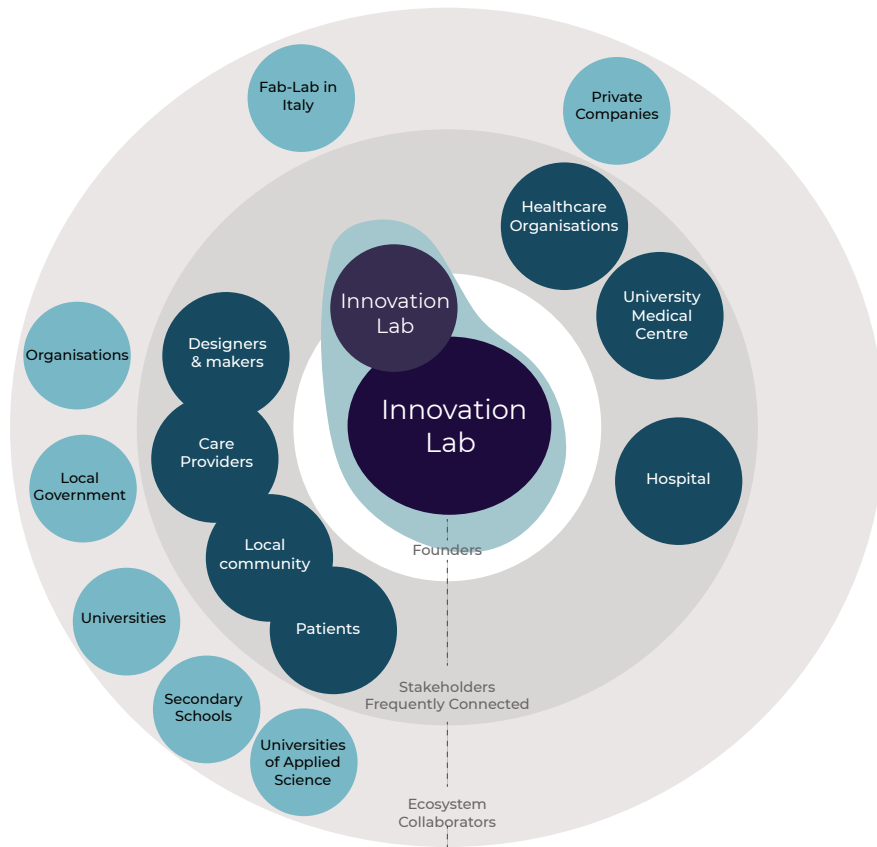 Fab-Lab in
Italy
Private
Companies
Healthcare
Organisations
University
Medical
Centre
Innovation
Lab
Designers
& makers
Organisations
Innovation
Lab
Care
Providers
Hospital
Local
Government
Local
community
Founders
Universities
Patients
Stakeholders
Frequently Connected
Secondary
Schools
Universities
of Applied
Science
Ecosystem
Collaborators